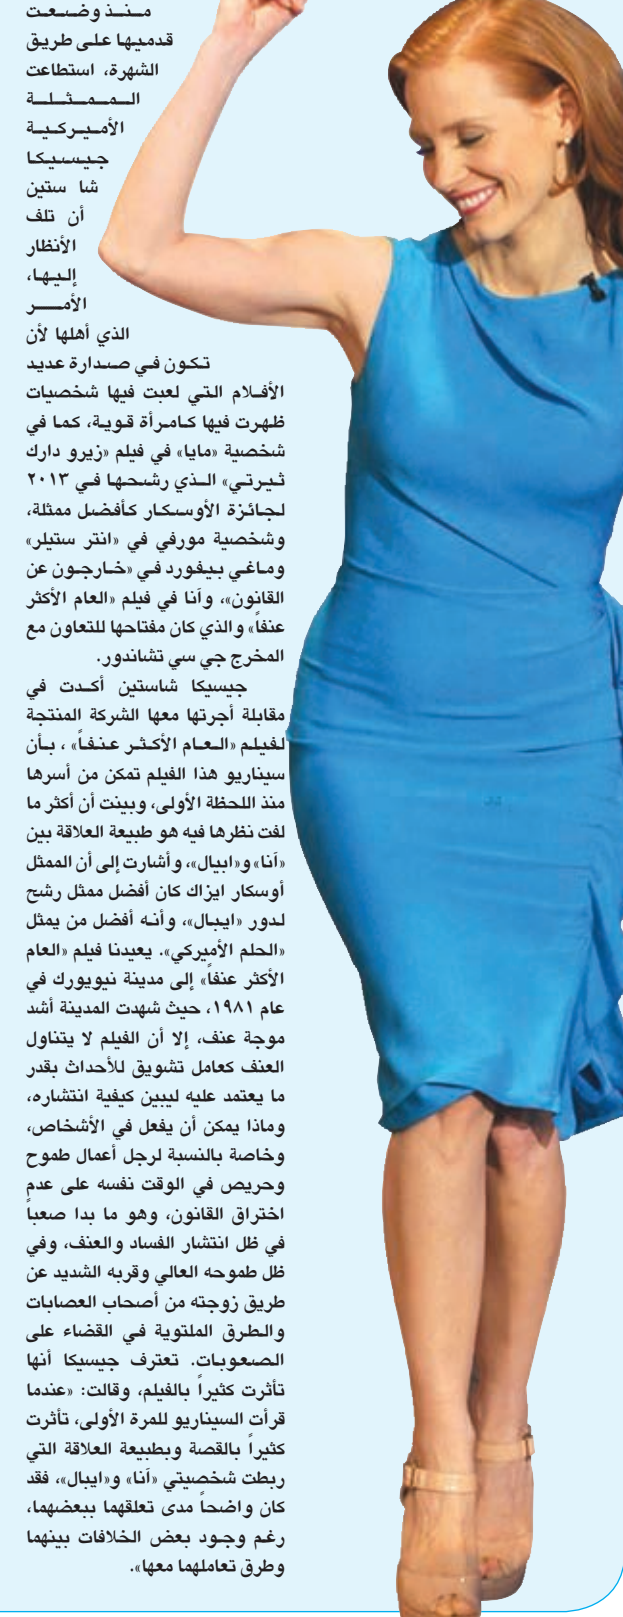 منذ وضعت
قدميها على طريق
الشهرة، استطاعت
الممثلة
الأميركية
جيسيكا
شا ستين
أن تلف
الأنظار
إليها،
الأمر
الذي أهلها لأن
تكون في صدارة عديد
الأفلام التي لعبت فيها شخصيات
ظهرت فيها كامرأة قوية، كما في
شخصية «مايا» في فيلم «زيرو دارك
ثيرتي» الذي رشحها في ٢٠١٣
لجائزة الأوسكار كأفضل ممثلة،
وشخصية مورفي في «انتر ستيلر»
وماغي بيفورد في «خارجون عن
القانون»، وآنا في فيلم «العام الأكثر
عنفاً» والذي كان مفتاحها للتعاون مع
المخرج جي سي تشاندور.
جيسيكا شاستين أكدت في
مقابلة أجرتها معها الشركة المنتجة
لفيلم «العام الأكثر عنفاً» ، بأن
سيناريو هذا الفيلم تمكن من أسرها
منذ اللحظة الأولى، وبينت أن أكثر ما
لفت نظرها فيه هو طبيعة العلاقة بين
«آنا» و«ابيال»، وأشارت إلى أن الممثل
أوسكار ايزاك كان أفضل ممثل رشح
لدور «ايبال»، وأنه أفضل من يمثل
«الحلم الأميركي». يعيدنا فيلم «العام
الأكثر عنفاً» إلى مدينة نيويورك في
عام ١٩٨١، حيث شهدت المدينة أشد
موجة عنف، إلا أن الفيلم لا يتناول
العنف كعامل تشويق للأحداث بقدر
ما يعتمد عليه ليبين كيفية انتشاره،
وماذا يمكن أن يفعل في الأشخاص،
وخاصة بالنسبة لرجل أعمال طموح
وحريص في الوقت نفسه على عدم
اختراق القانون، وهو ما بدا صعباً
في ظل انتشار الفساد والعنف، وفي
ظل طموحه العالي وقربه الشديد عن
طريق زوجته من أصحاب العصابات
والطرق الملتوية في القضاء على
الصعوبات. تعترف جيسيكا أنها
تأثرت كثيراً بالفيلم، وقالت: «عندما
قرأت السيناريو للمرة الأولى، تأثرت
كثيراً بالقصة وبطبيعة العلاقة التي
ربطت شخصيتي «آنا» و«ايبال»، فقد
كان واضحاً مدى تعلقهما ببعضهما،
رغم وجود بعض الخلافات بينهما
وطرق تعاملهما معها».